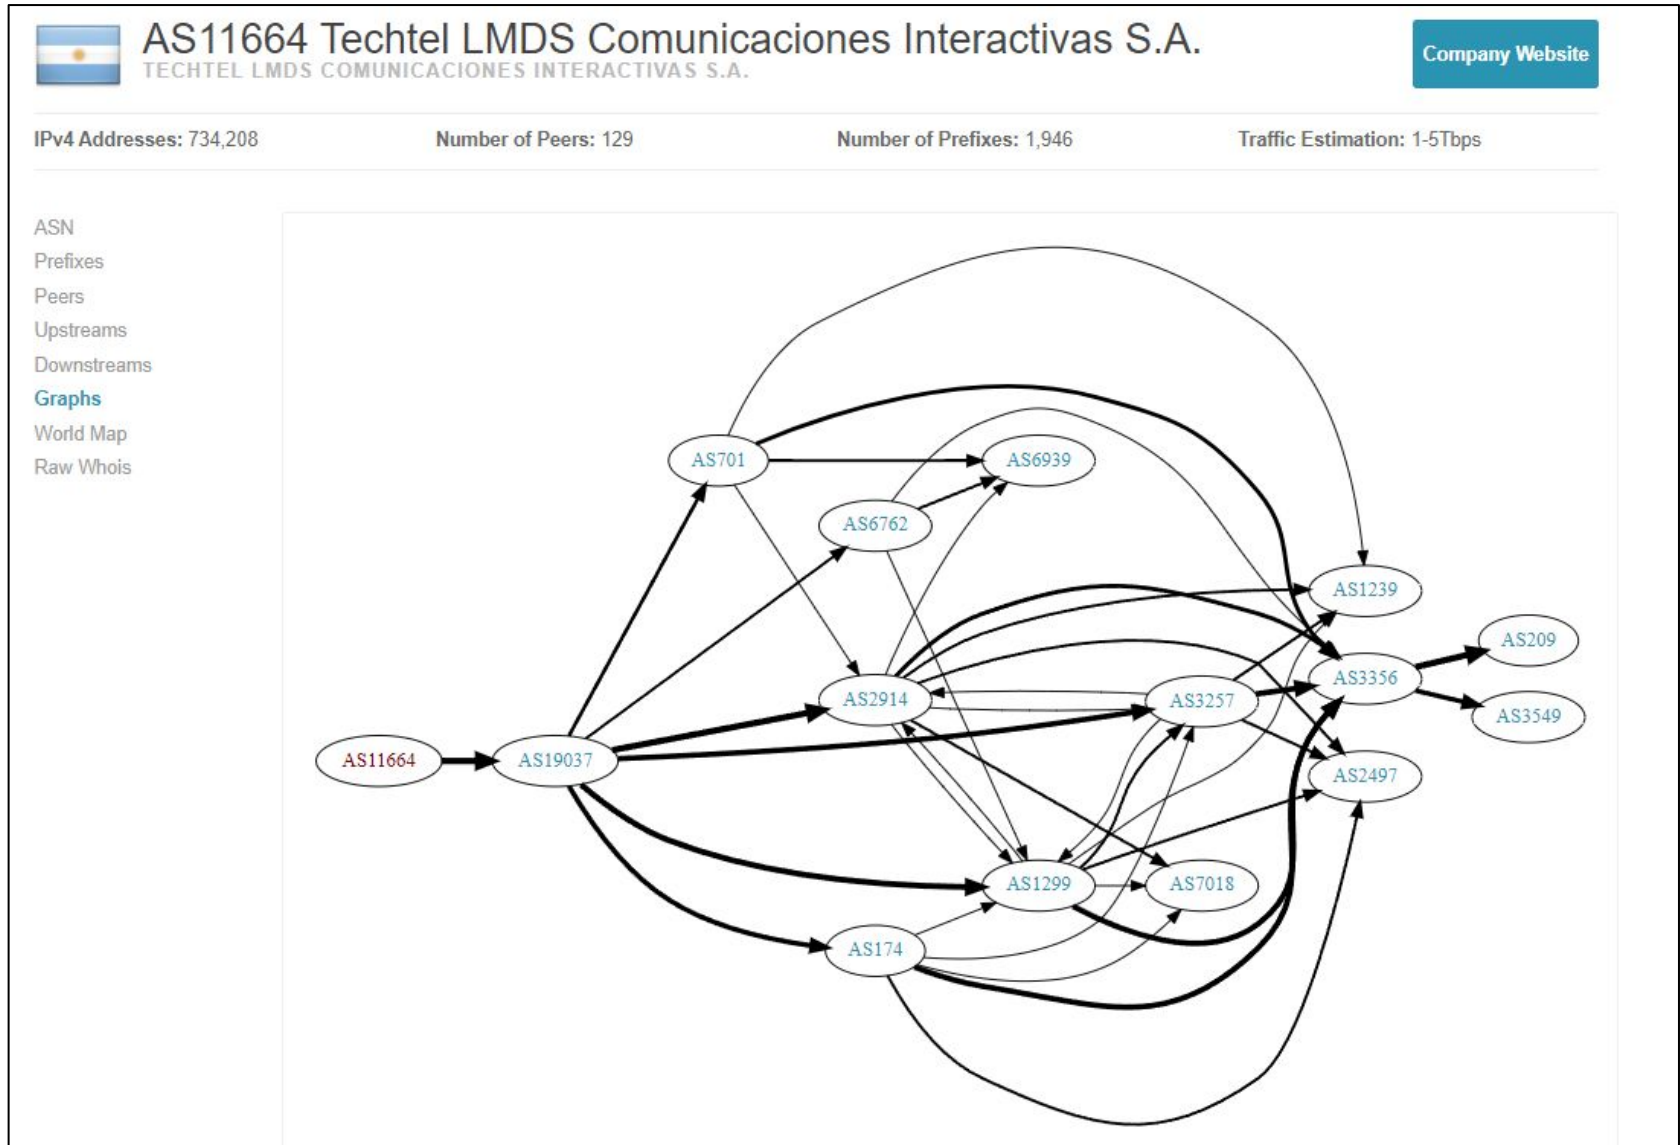 AS11664 Techtel LMDS Comunicaciones Interactivas S.A.
TECHTEL LMDS COMUNICACIONES INTERACTIVAS S.A.
Company Website
IPv4 Addresses: 734,208
Number of Peers: 129
Number of Prefixes: 1,946
Traffic Estimation: 1-5Tbps
ASN
Prefixes
Peers
Upstreams
Downstreams
Graphs
World Map
Raw Whois
AS701
AS6939
AS6762
AS1239
AS209
AS3356
AS2914
AS3257
AS3549
AS11664
AS19037
AS2497
AS1299
AS7018
AS174